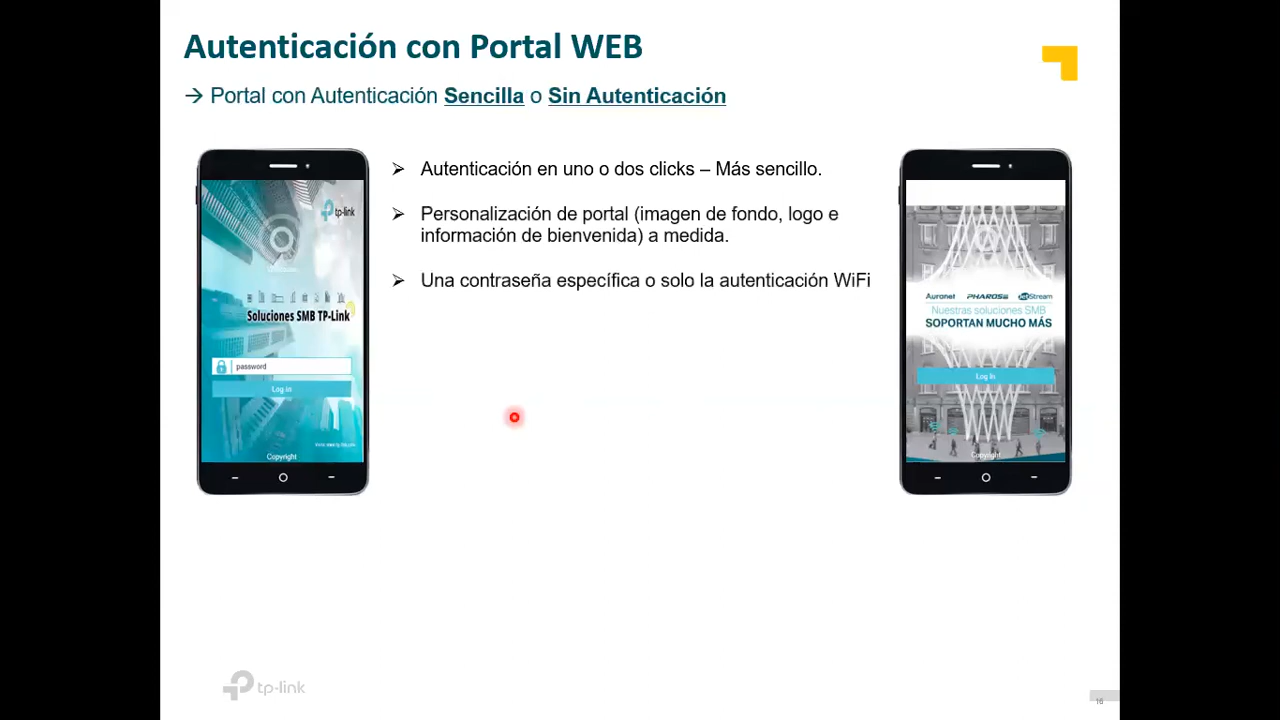 Autenticación con Portal WEB
→ Portal con Autenticación Sencilla o Sin Autenticación
➢ Autenticación en uno o dos clicks – Más sencillo.
➢ Personalización de portal (imagen de fondo, logo e
información de bienvenida) a medida.
➢ Una contraseña específica o solo la autenticación WiFi
tp-link
Soluciones SMB TP-Link
password
Log in
Copyright
Auranet PHAROS JetStream
Nuestras soluciones SMB
SOPORTAN MUCHO MÁS
Log In
Copyright
tp-link
16